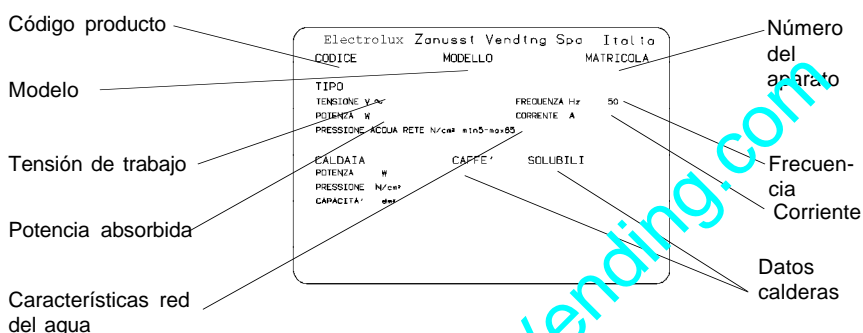 Código producto
Modelo
Tensión de trabajo
Potencia absorbida
Características red
del agua
Electrolux Zanussi Vending Spa Italia
CODICE MODELLO MATRICOLA
TIPO
TENSIONE V ~ FREQUENZA Hz 50
POTENZA W CORRENTE A
PRESSIONE ACQUA RETE N/cm² min5-max65
CALDAIA CAFFE' SOLUBILI
POTENZA W
PRESSIONE N/cm²
CAPACITA' dm³
Número
del
aparato
Frecuen-
cia
Corriente
Datos
calderas
ending.com